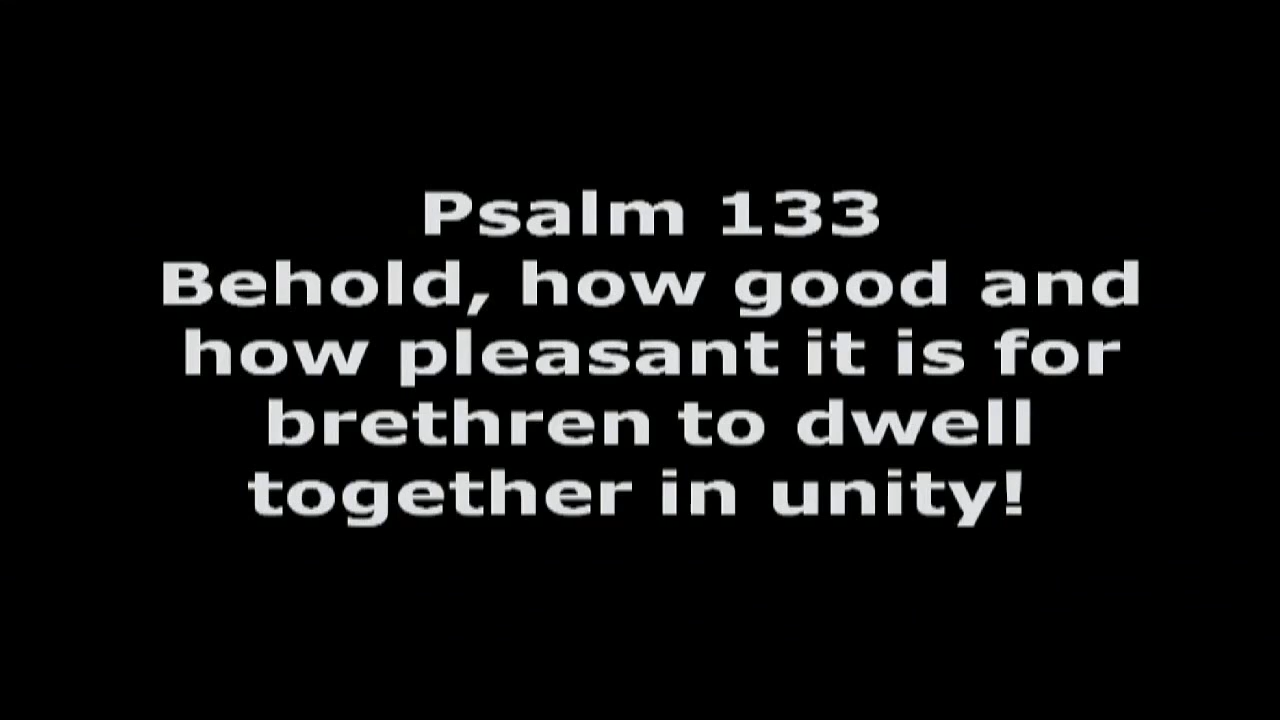 Psalm 133
Behold, how good and
how pleasant it is for
brethren to dwell
together in unity!